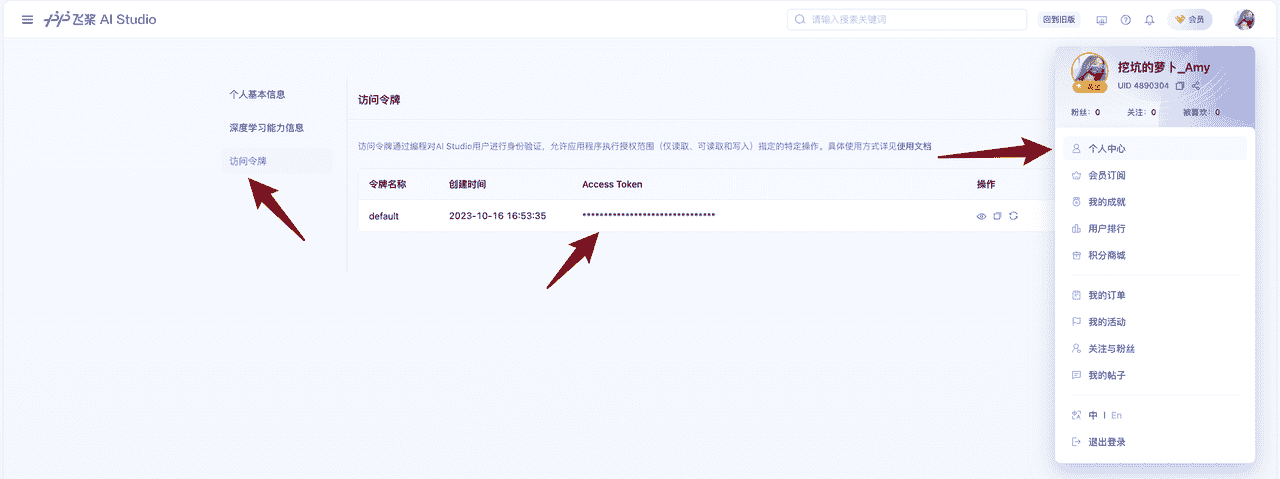 飞桨 AI Studio
请输入搜索关键词
回到旧版
会员
个人基本信息
深度学习能力信息
访问令牌
访问令牌
访问令牌通过编程对AI Studio用户进行身份验证，允许应用程序执行授权范围（仅读取、可读取和写入）指定的特定操作。具体使用方式详见使用文档
令牌名称 创建时间 Access Token 操作
default 2023-10-16 16:53:35 *******************************
挖坑的萝卜_Amy
UID 4890304
粉丝：0 关注：0 被喜欢：0
个人中心
会员订阅
我的成就
用户排行
积分商城
我的订单
我的活动
关注与粉丝
我的帖子
中 | En
退出登录